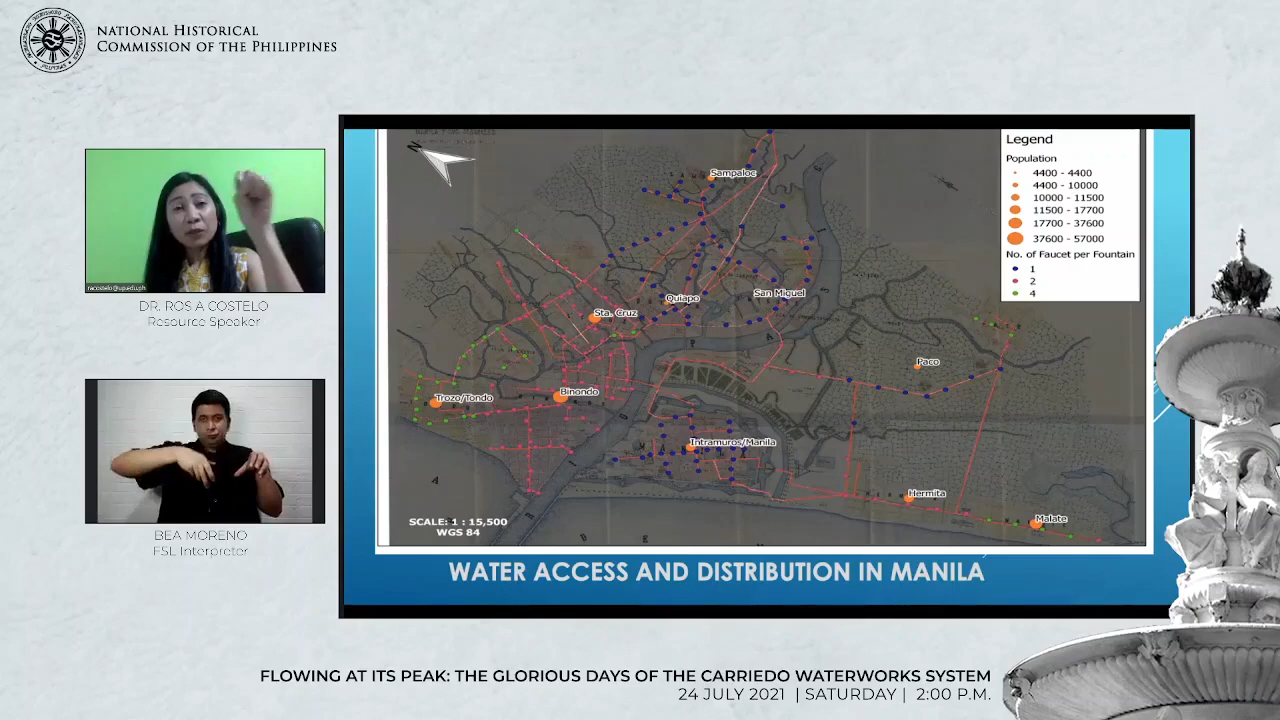 NATIONAL HISTORICAL
COMMISSION OF THE PHILIPPINES
racostelo@up.edu.ph
DR. ROS A COSTELO
Resource Speaker
BEA MORENO
FSL Interpreter
N
Sampaloc
Quiapo
San Miguel
Sta. Cruz
Paco
Trozo/Tondo
Binondo
Intramuros/Manila
Hermita
Malate
SCALE: 1 : 15,500
WGS 84
Legend
Population
4400 - 4400
4400 - 10000
10000 - 11500
11500 - 17700
17700 - 37600
37600 - 57000
No. of Faucet per Fountain
1
2
4
WATER ACCESS AND DISTRIBUTION IN MANILA
FLOWING AT ITS PEAK: THE GLORIOUS DAYS OF THE CARRIEDO WATERWORKS SYSTEM
24 JULY 2021 | SATURDAY | 2:00 P.M.